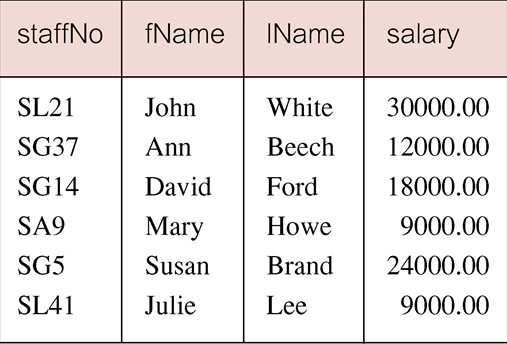 staffNo fName lName salary
SL21 John White 30000.00
SG37 Ann Beech 12000.00
SG14 David Ford 18000.00
SA9 Mary Howe 9000.00
SG5 Susan Brand 24000.00
SL41 Julie Lee 9000.00